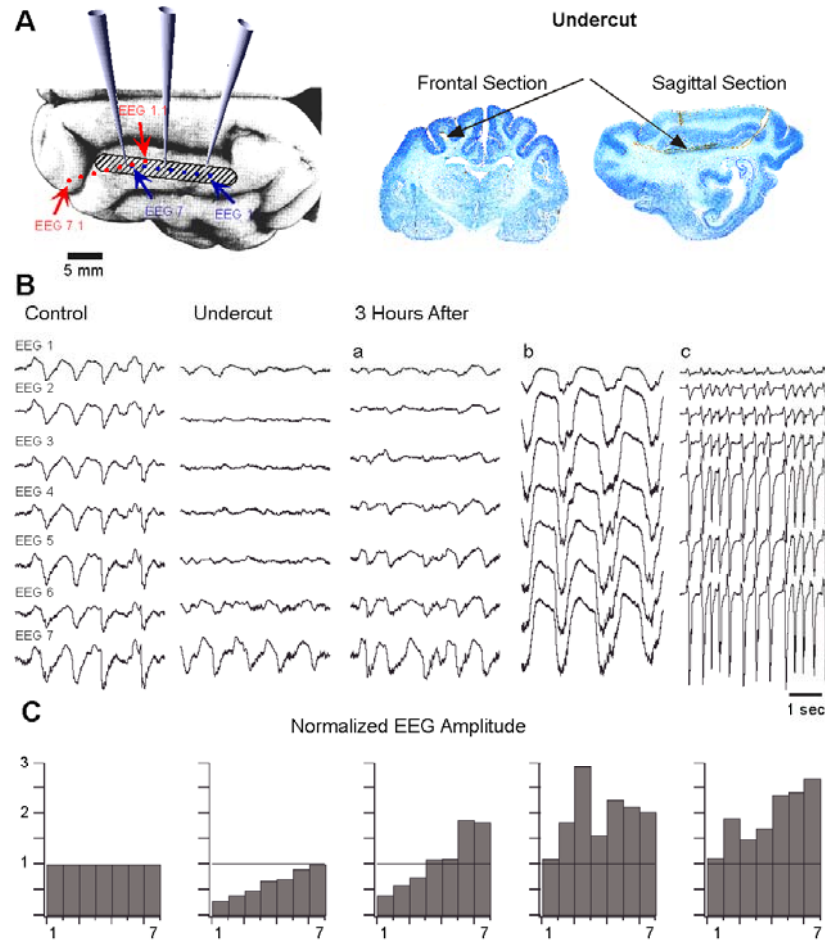 A
Undercut
Frontal Section
Sagittal Section
EEG 1.1
EEG 7
EEG
EEG 7.1
5 mm
B
Control
Undercut
3 Hours After
a
b
c
EEG 1
EEG 2
EEG 3
EEG 4
EEG 5
EEG 6
EEG 7
1 sec
C
Normalized EEG Amplitude
3
2
1
1 7
1 7
1 7
1 7
1 7